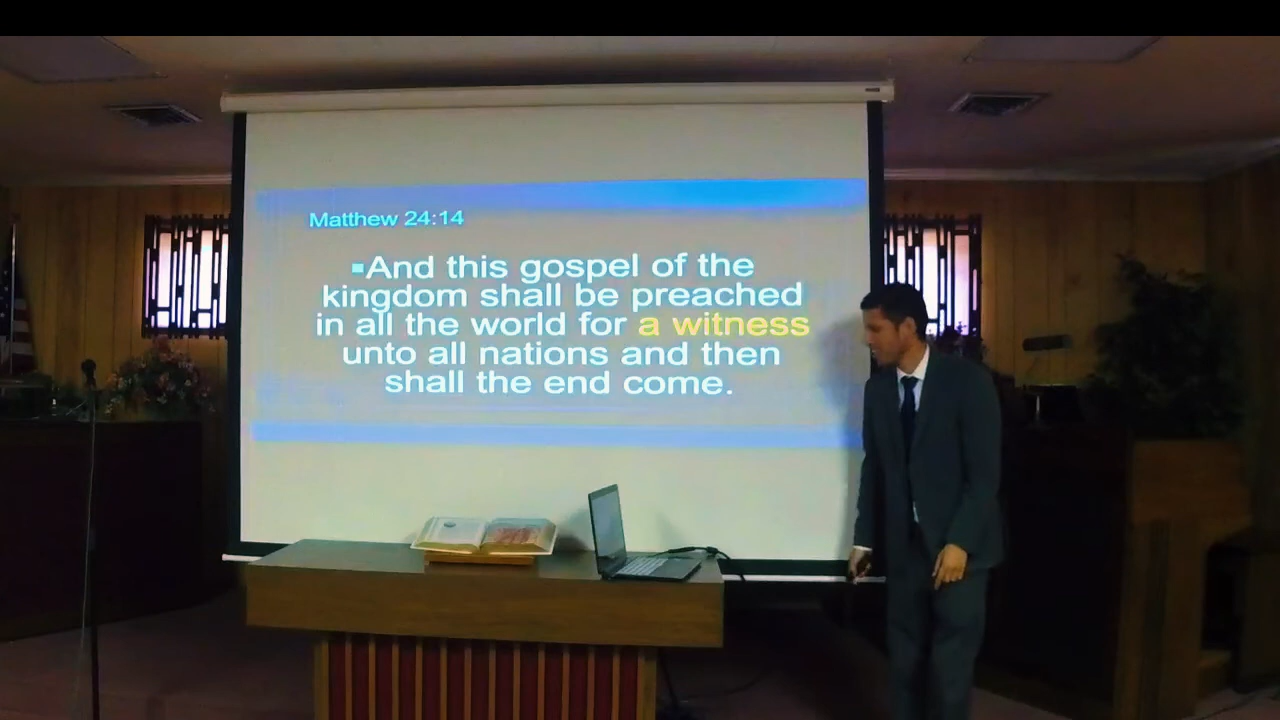 Matthew 24:14
▪And this gospel of the
kingdom shall be preached
in all the world for a witness
unto all nations and then
shall the end come.